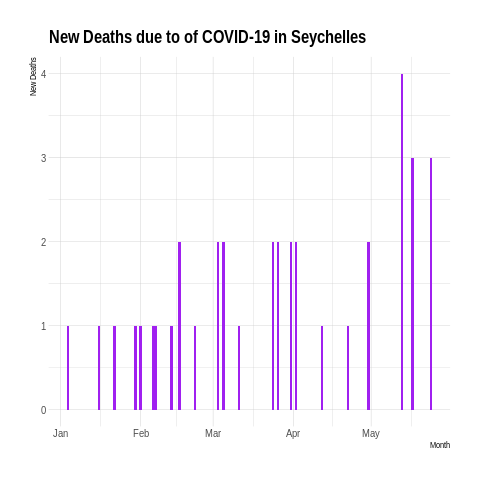 New Deaths due to of COVID-19 in Seychelles
New Deaths
4
3
2
1
0
Jan Feb Mar Apr May
Month